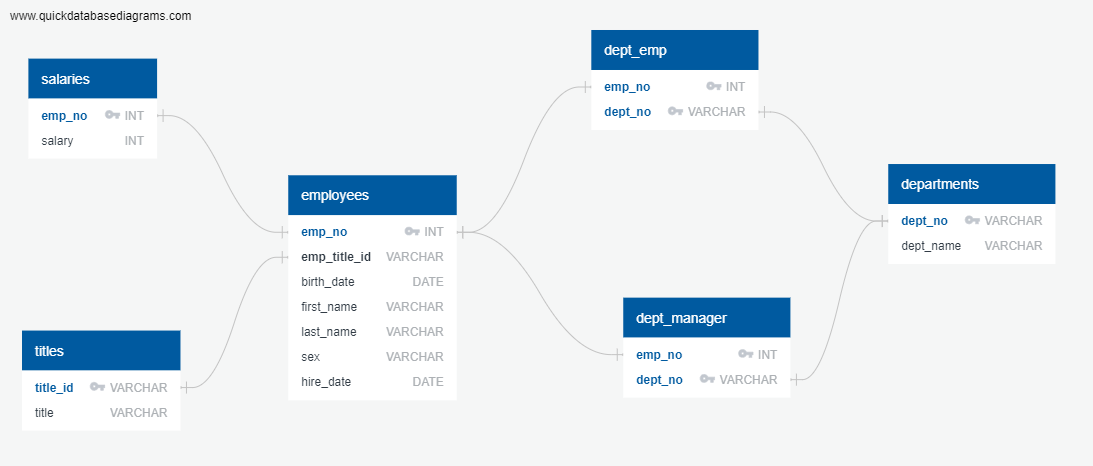 www.quickdatabasediagrams.com
salaries
emp_no INT
salary INT
titles
title_id VARCHAR
title VARCHAR
employees
emp_no INT
emp_title_id VARCHAR
birth_date DATE
first_name VARCHAR
last_name VARCHAR
sex VARCHAR
hire_date DATE
dept_emp
emp_no INT
dept_no VARCHAR
dept_manager
emp_no INT
dept_no VARCHAR
departments
dept_no VARCHAR
dept_name VARCHAR